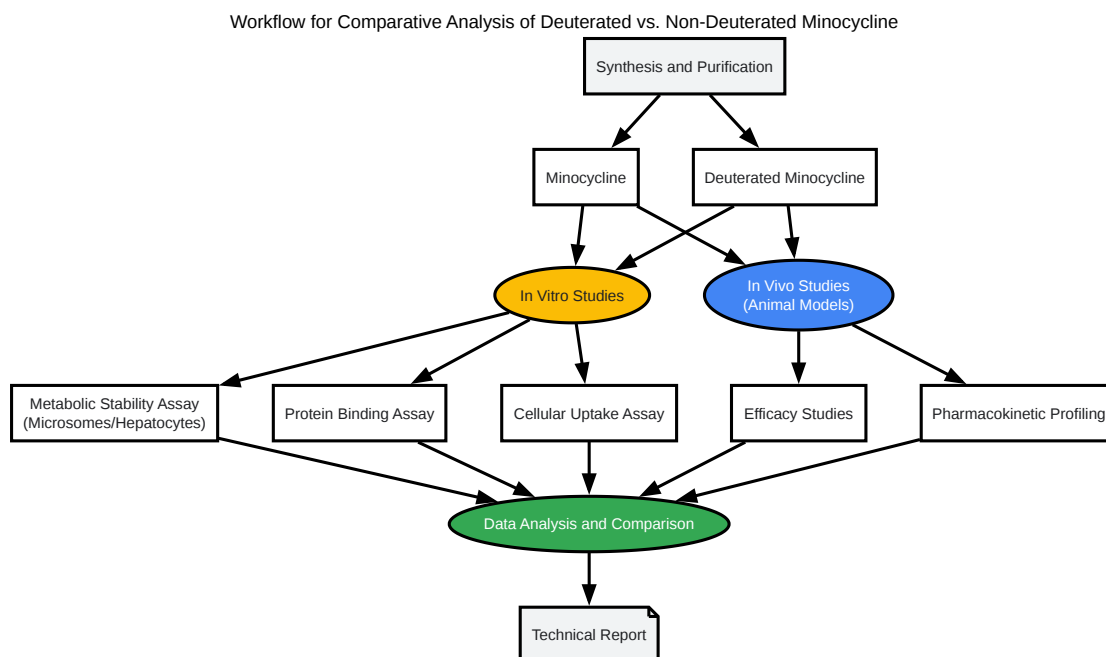 Workflow for Comparative Analysis of Deuterated vs. Non-Deuterated Minocycline
Synthesis and Purification
Minocycline
Deuterated Minocycline
In Vitro Studies
In Vivo Studies
(Animal Models)
Metabolic Stability Assay
(Microsomes/Hepatocytes)
Protein Binding Assay
Cellular Uptake Assay
Efficacy Studies
Pharmacokinetic Profiling
Data Analysis and Comparison
Technical Report